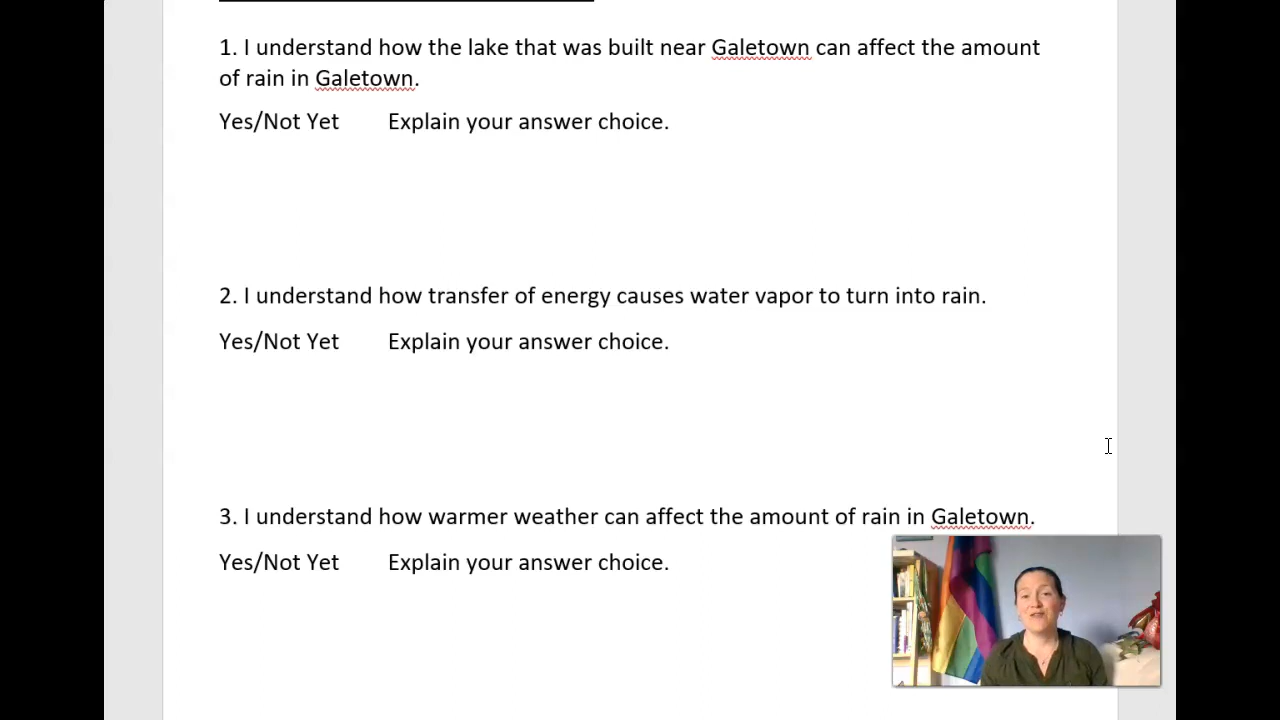 1. I understand how the lake that was built near Galetown can affect the amount
of rain in Galetown.
Yes/Not Yet Explain your answer choice.
2. I understand how transfer of energy causes water vapor to turn into rain.
Yes/Not Yet Explain your answer choice.
3. I understand how warmer weather can affect the amount of rain in Galetown.
Yes/Not Yet Explain your answer choice.